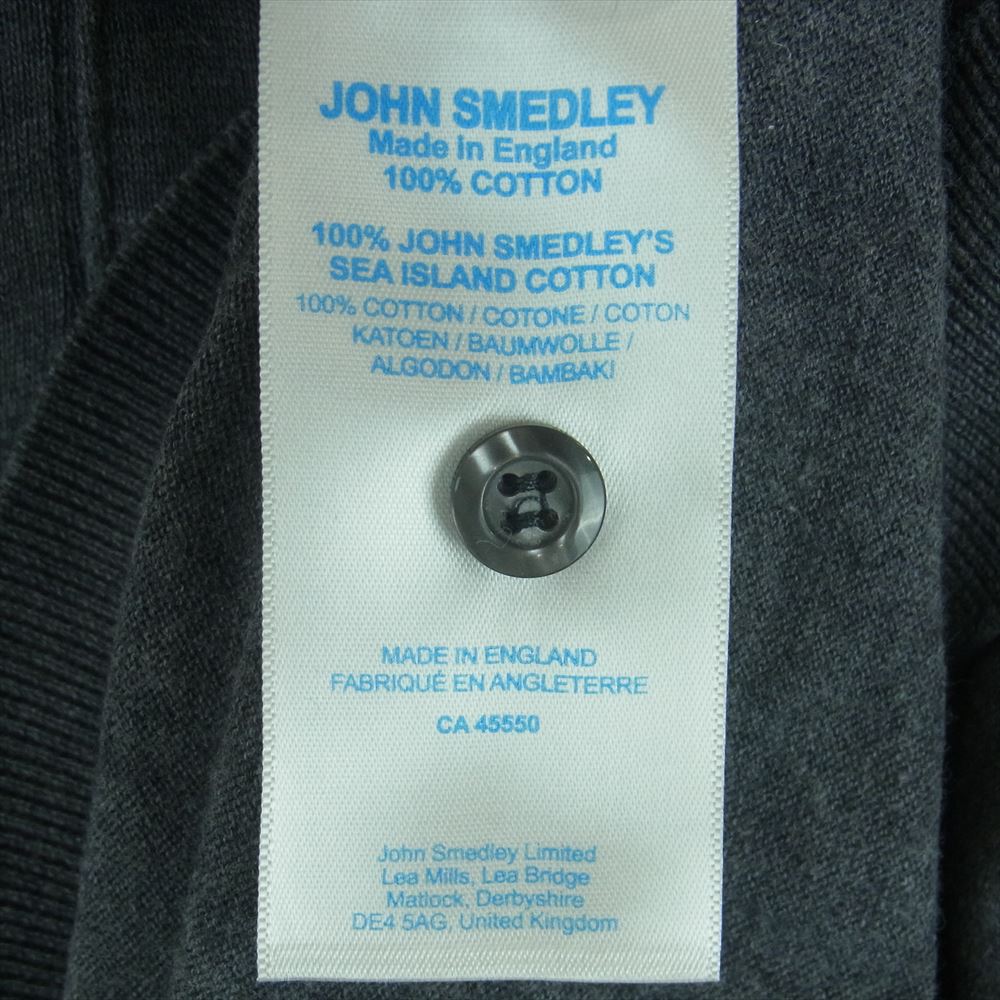 JOHN SMEDLEY
Made in England
100% COTTON
100% JOHN SMEDLEY'S
SEA ISLAND COTTON
100% COTTON / COTONE / COTON
KATOEN / BAUMWOLLE /
ALGODON / BAMBAKI
MADE IN ENGLAND
FABRIQUÉ EN ANGLETERRE
CA 45550
John Smedley Limited
Lea Mills, Lea Bridge
Matlock, Derbyshire
DE4 5AG, United Kingdom